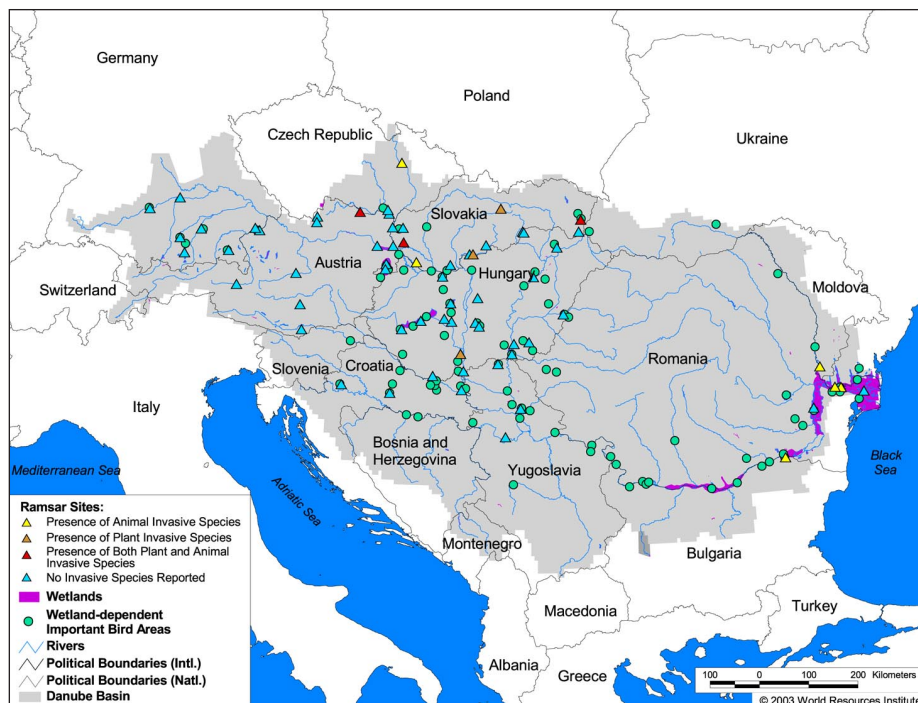 Germany
Poland
Czech Republic
Ukraine
Slovakia
Austria
Hungary
Switzerland
Moldova
Slovenia
Croatia
Romania
Italy
Bosnia and
Herzegovina
Mediterranean Sea
Yugoslavia
Black
Sea
Adriatic Sea
Montenegro
Bulgaria
Macedonia
Turkey
Albania
Greece
Ramsar Sites:
Presence of Animal Invasive Species
Presence of Plant Invasive Species
Presence of Both Plant and Animal
Invasive Species
No Invasive Species Reported
Wetlands
Wetland-dependent
Important Bird Areas
Rivers
Political Boundaries (Intl.)
Political Boundaries (Natl.)
Danube Basin
100 0 100 200 Kilometers
© 2003 World Resources Institute